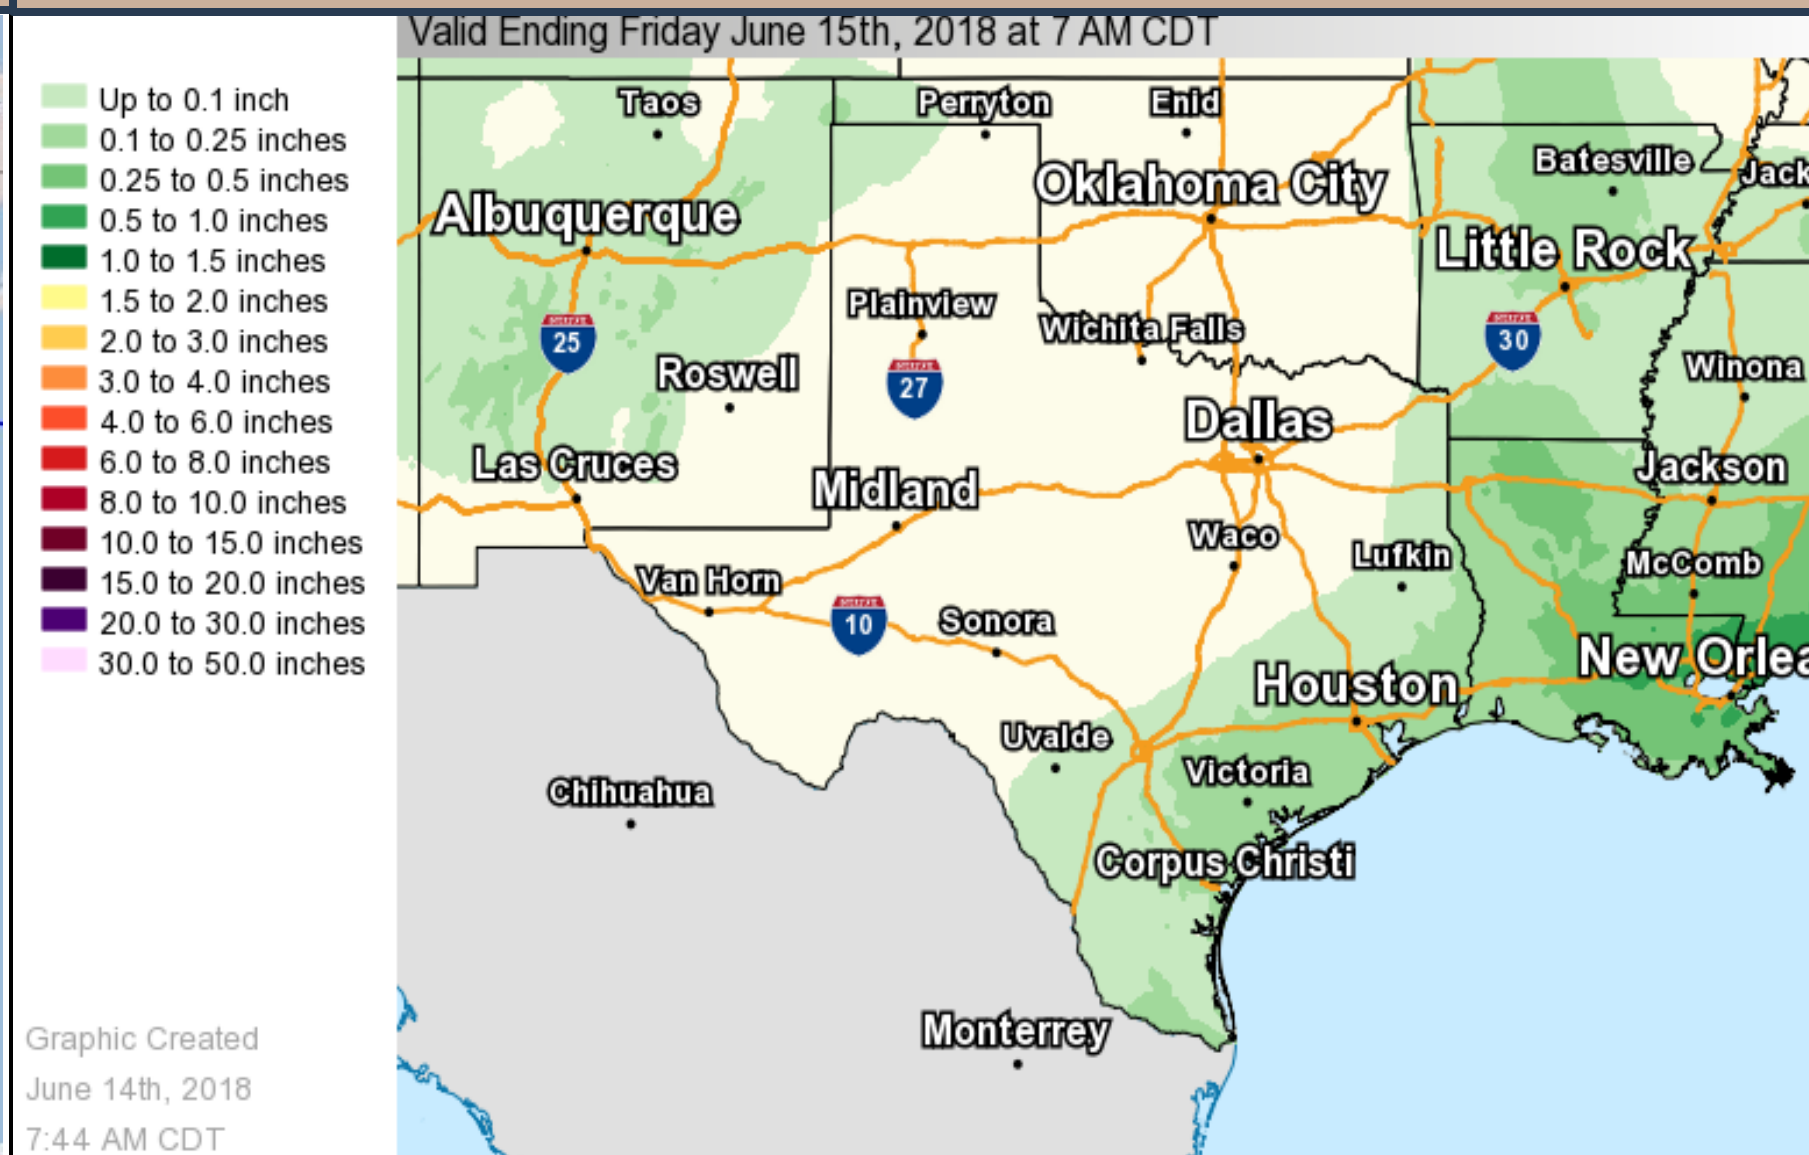 Valid Ending Friday June 15th, 2018 at 7 AM CDT
Up to 0.1 inch
0.1 to 0.25 inches
0.25 to 0.5 inches
0.5 to 1.0 inches
1.0 to 1.5 inches
1.5 to 2.0 inches
2.0 to 3.0 inches
3.0 to 4.0 inches
4.0 to 6.0 inches
6.0 to 8.0 inches
8.0 to 10.0 inches
10.0 to 15.0 inches
15.0 to 20.0 inches
20.0 to 30.0 inches
30.0 to 50.0 inches
Graphic Created
June 14th, 2018
7:44 AM CDT
Taos
Perryton
Enid
Batesville
Jack
Oklahoma City
Albuquerque
Little Rock
Plainview
Wichita Falls
25
30
Roswell
27
Winona
Dallas
Las Cruces
Jackson
Midland
Waco
Lufkin
McComb
Van Horn
10
Sonora
New Orlea
Houston
Uvalde
Victoria
Chihuahua
Corpus Christi
Monterrey